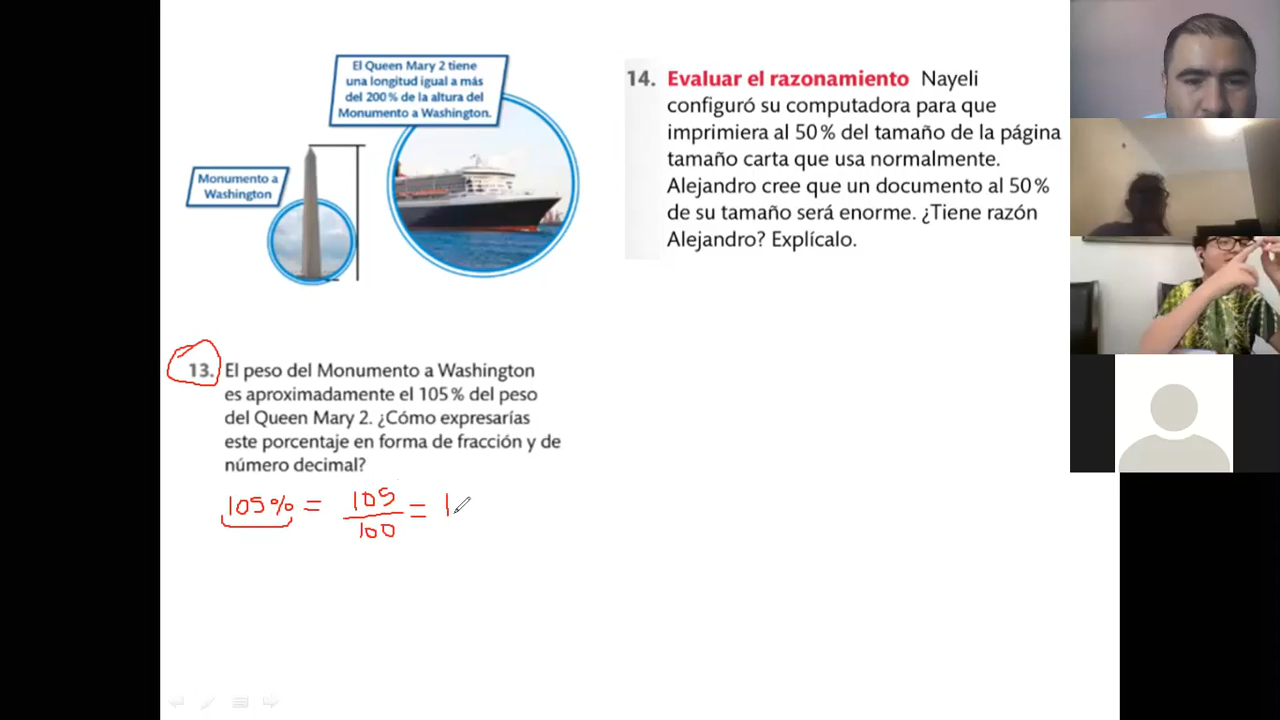 El Queen Mary 2 tiene
una longitud igual a más
del 200% de la altura del
Monumento a Washington.
Monumento a
Washington
13. El peso del Monumento a Washington
es aproximadamente el 105% del peso
del Queen Mary 2. ¿Cómo expresarías
este porcentaje en forma de fracción y de
número decimal?
105% = 105/100 = 1
14. Evaluar el razonamiento Nayeli
configuró su computadora para que
imprimiera al 50% del tamaño de la página
tamaño carta que usa normalmente.
Alejandro cree que un documento al 50%
de su tamaño será enorme. ¿Tiene razón
Alejandro? Explícalo.